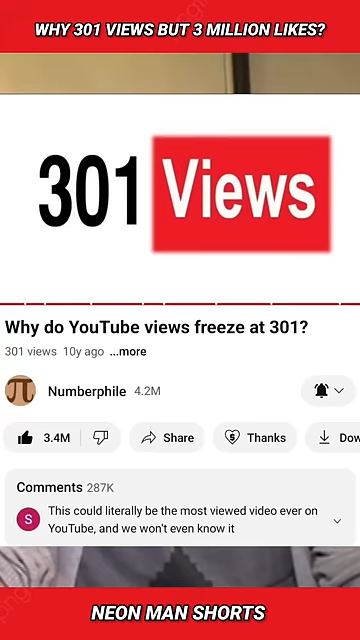 WHY 301 VIEWS BUT 3 MILLION LIKES?
301 Views
Why do YouTube views freeze at 301?
301 views 10y ago ...more
Numberphile 4.2M
3.4M Share Thanks Dow
Comments 287K
S This could literally be the most viewed video ever on
YouTube, and we won't even know it
NEON MAN SHORTS